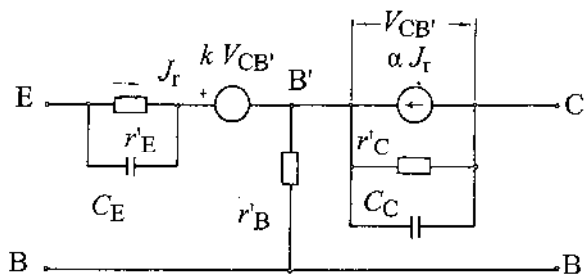 V_CB'
J_r
k V_CB'
α J_r
E
+
B'
C
r'_E
r'_C
C_E
r'_B
C_C
B
B